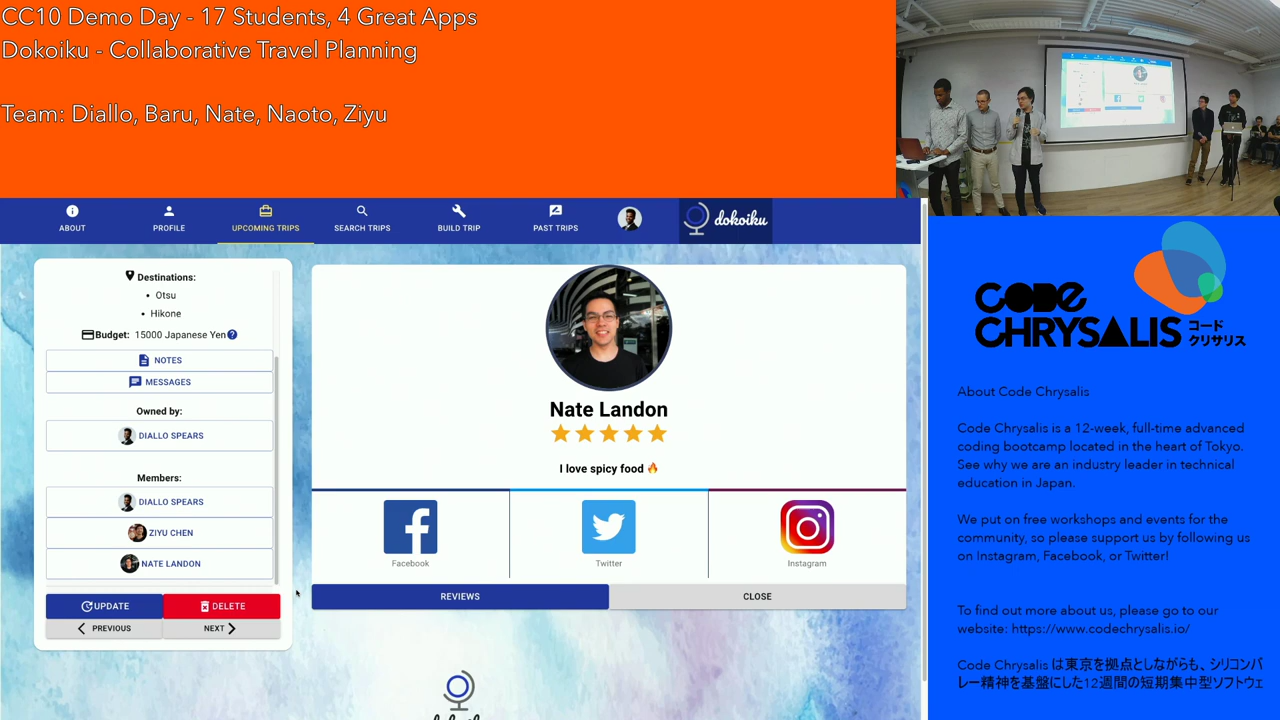 CC10 Demo Day - 17 Students, 4 Great Apps
Dokoiku - Collaborative Travel Planning
Team: Diallo, Baru, Nate, Naoto, Ziyu
ABOUT
PROFILE
UPCOMING TRIPS
SEARCH TRIPS
BUILD TRIP
PAST TRIPS
dokoiku
Destinations:
• Otsu
• Hikone
Budget: 15000 Japanese Yen
NOTES
MESSAGES
Owned by:
DIALLO SPEARS
Members:
DIALLO SPEARS
ZIYU CHEN
NATE LANDON
UPDATE
DELETE
PREVIOUS
NEXT
Nate Landon
I love spicy food 🔥
Facebook
Twitter
Instagram
REVIEWS
CLOSE
CODE
CHRYSALIS
コード
クリサリス
About Code Chrysalis
Code Chrysalis is a 12-week, full-time advanced
coding bootcamp located in the heart of Tokyo.
See why we are an industry leader in technical
education in Japan.
We put on free workshops and events for the
community, so please support us by following us
on Instagram, Facebook, or Twitter!
To find out more about us, please go to our
website: https://www.codechrysalis.io/
Code Chrysalis は東京を拠点としながらも、シリコンバ
レー精神を基盤にした12週間の短期集中型ソフトウェ